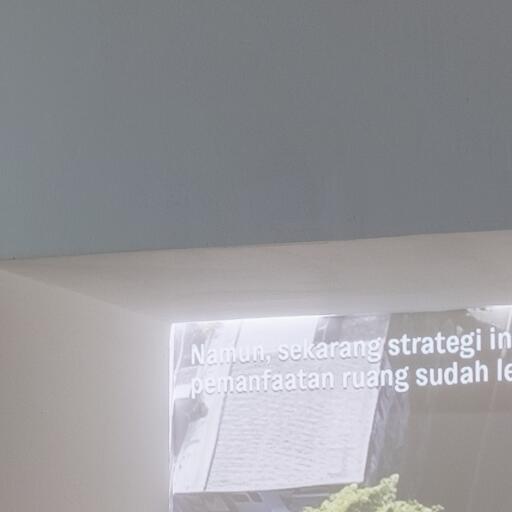 Namun, sekarang strategi in
pemanfaatan ruang sudah le